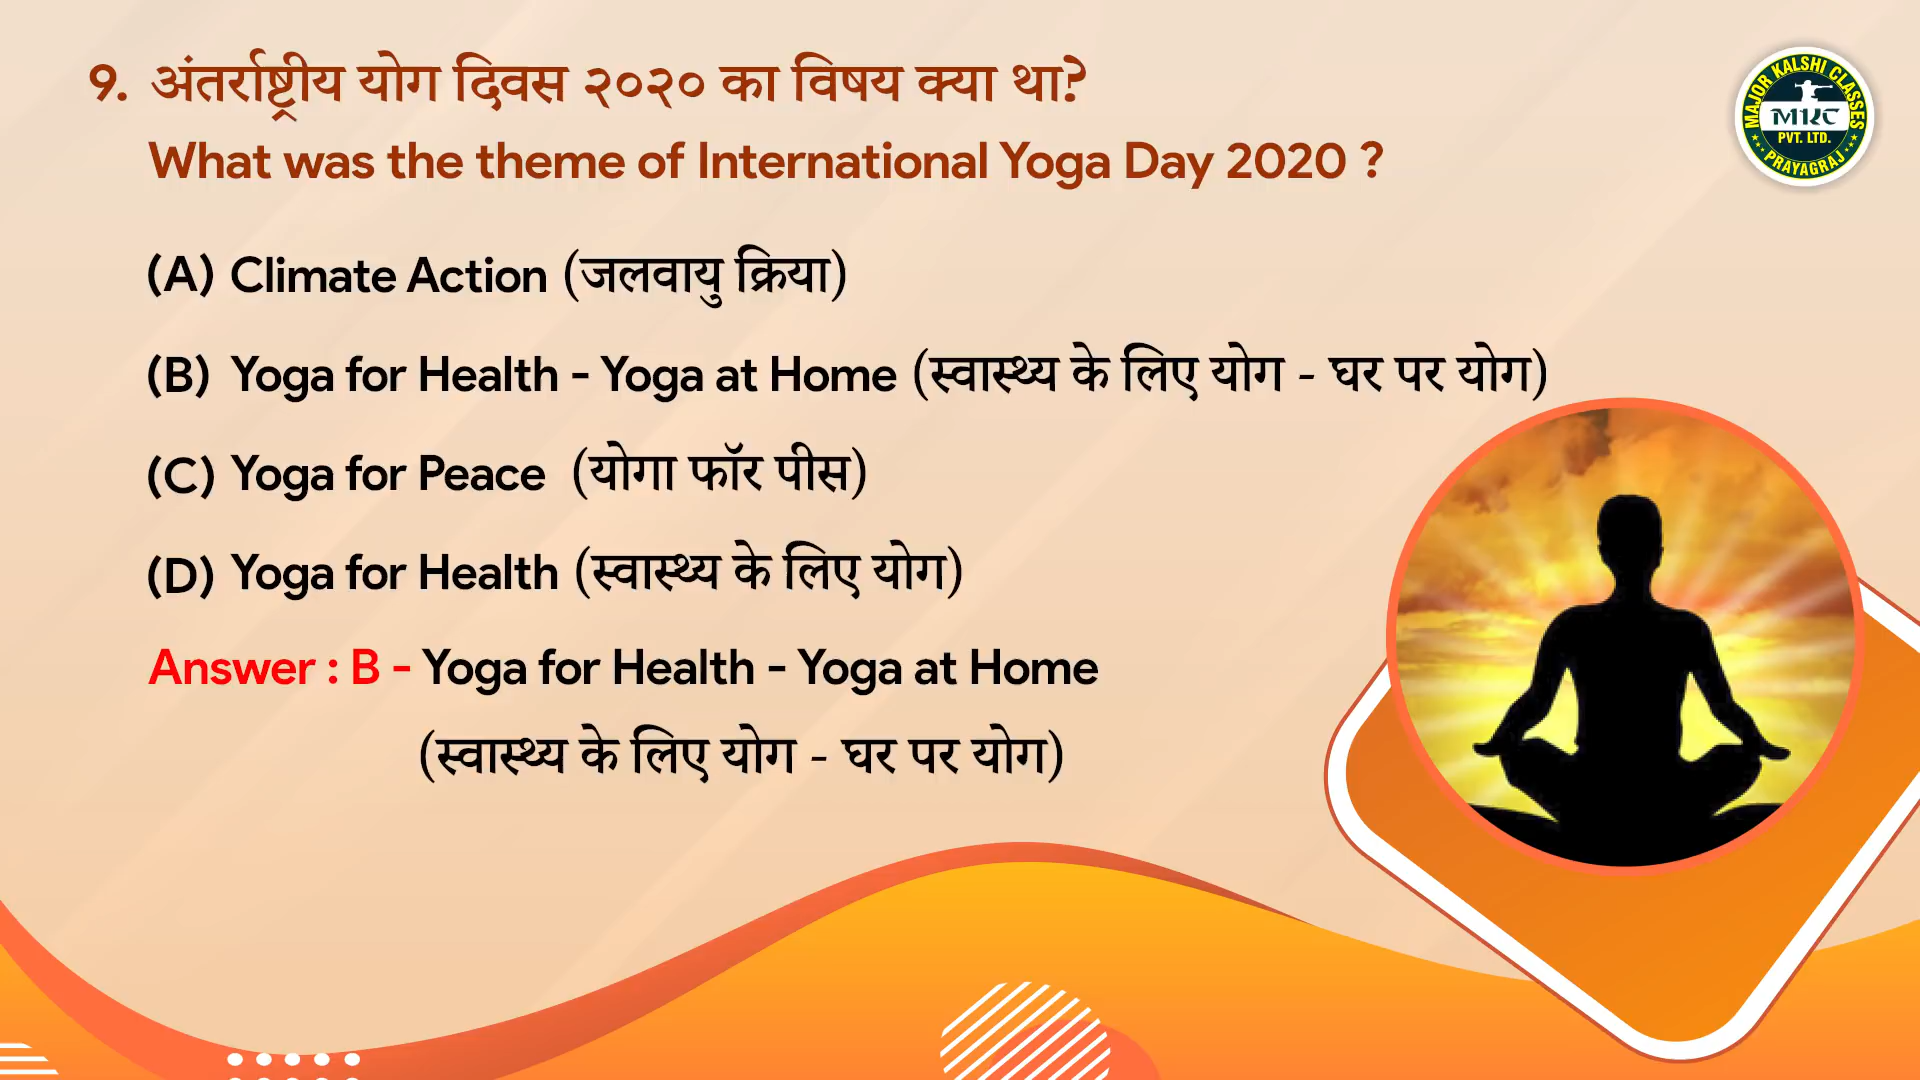 9. अंतर्राष्ट्रीय योग दिवस २०२० का विषय क्या था?
What was the theme of International Yoga Day 2020 ?
MAJOR KALSHI CLASSES
MKC
PVT. LTD.
PRAYAGRAJ
(A) Climate Action (जलवायु क्रिया)
(B) Yoga for Health - Yoga at Home (स्वास्थ्य के लिए योग - घर पर योग)
(C) Yoga for Peace (योगा फॉर पीस)
(D) Yoga for Health (स्वास्थ्य के लिए योग)
Answer : B - Yoga for Health - Yoga at Home
(स्वास्थ्य के लिए योग - घर पर योग)